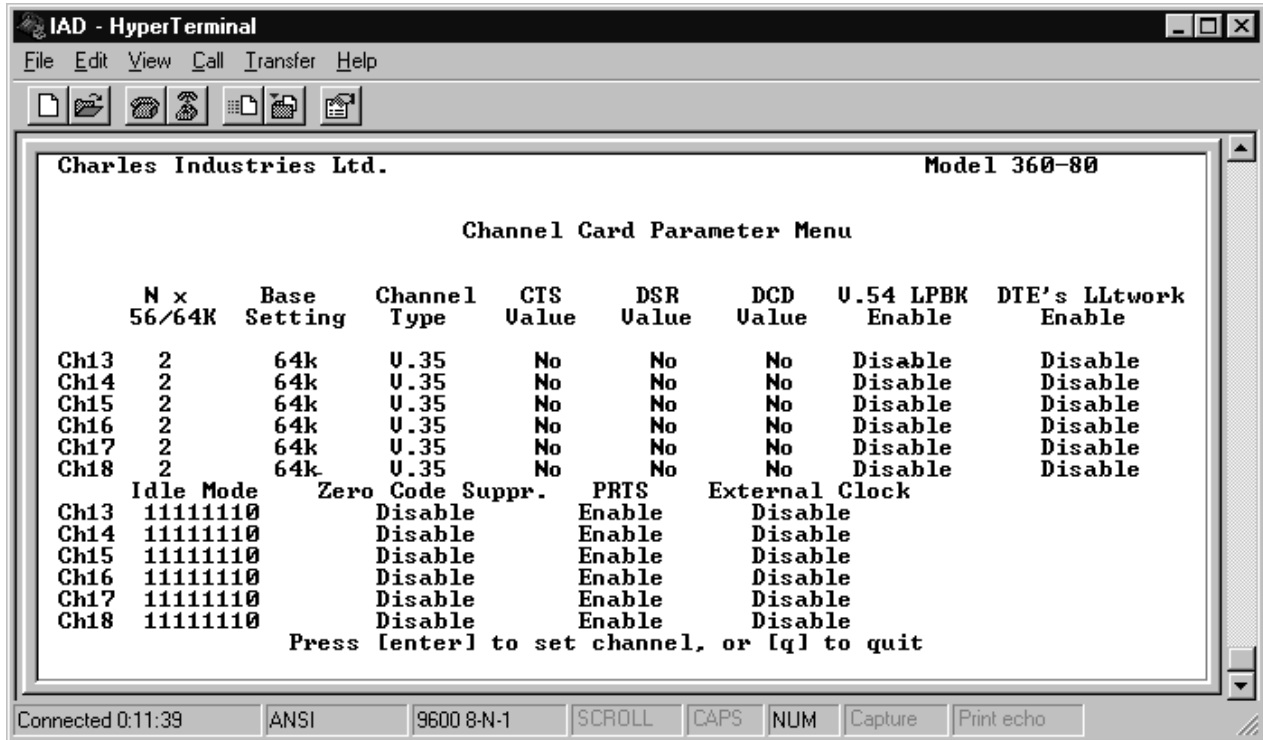 IAD - HyperTerminal
File Edit View Call Transfer Help
Charles Industries Ltd. Model 360-80
Channel Card Parameter Menu
N x Base Channel CTS DSR DCD V.54 LPBK DTE's LLtwork
56/64K Setting Type Value Value Value Enable Enable
Ch13 2 64k V.35 No No No Disable Disable
Ch14 2 64k V.35 No No No Disable Disable
Ch15 2 64k V.35 No No No Disable Disable
Ch16 2 64k V.35 No No No Disable Disable
Ch17 2 64k V.35 No No No Disable Disable
Ch18 2 64k V.35 No No No Disable Disable
Idle Mode Zero Code Suppr. PRTS External Clock
Ch13 11111110 Disable Enable Disable
Ch14 11111110 Disable Enable Disable
Ch15 11111110 Disable Enable Disable
Ch16 11111110 Disable Enable Disable
Ch17 11111110 Disable Enable Disable
Ch18 11111110 Disable Enable Disable
Press [enter] to set channel, or [q] to quit
Connected 0:11:39 ANSI 9600 8-N-1 SCROLL CAPS NUM Capture Print echo